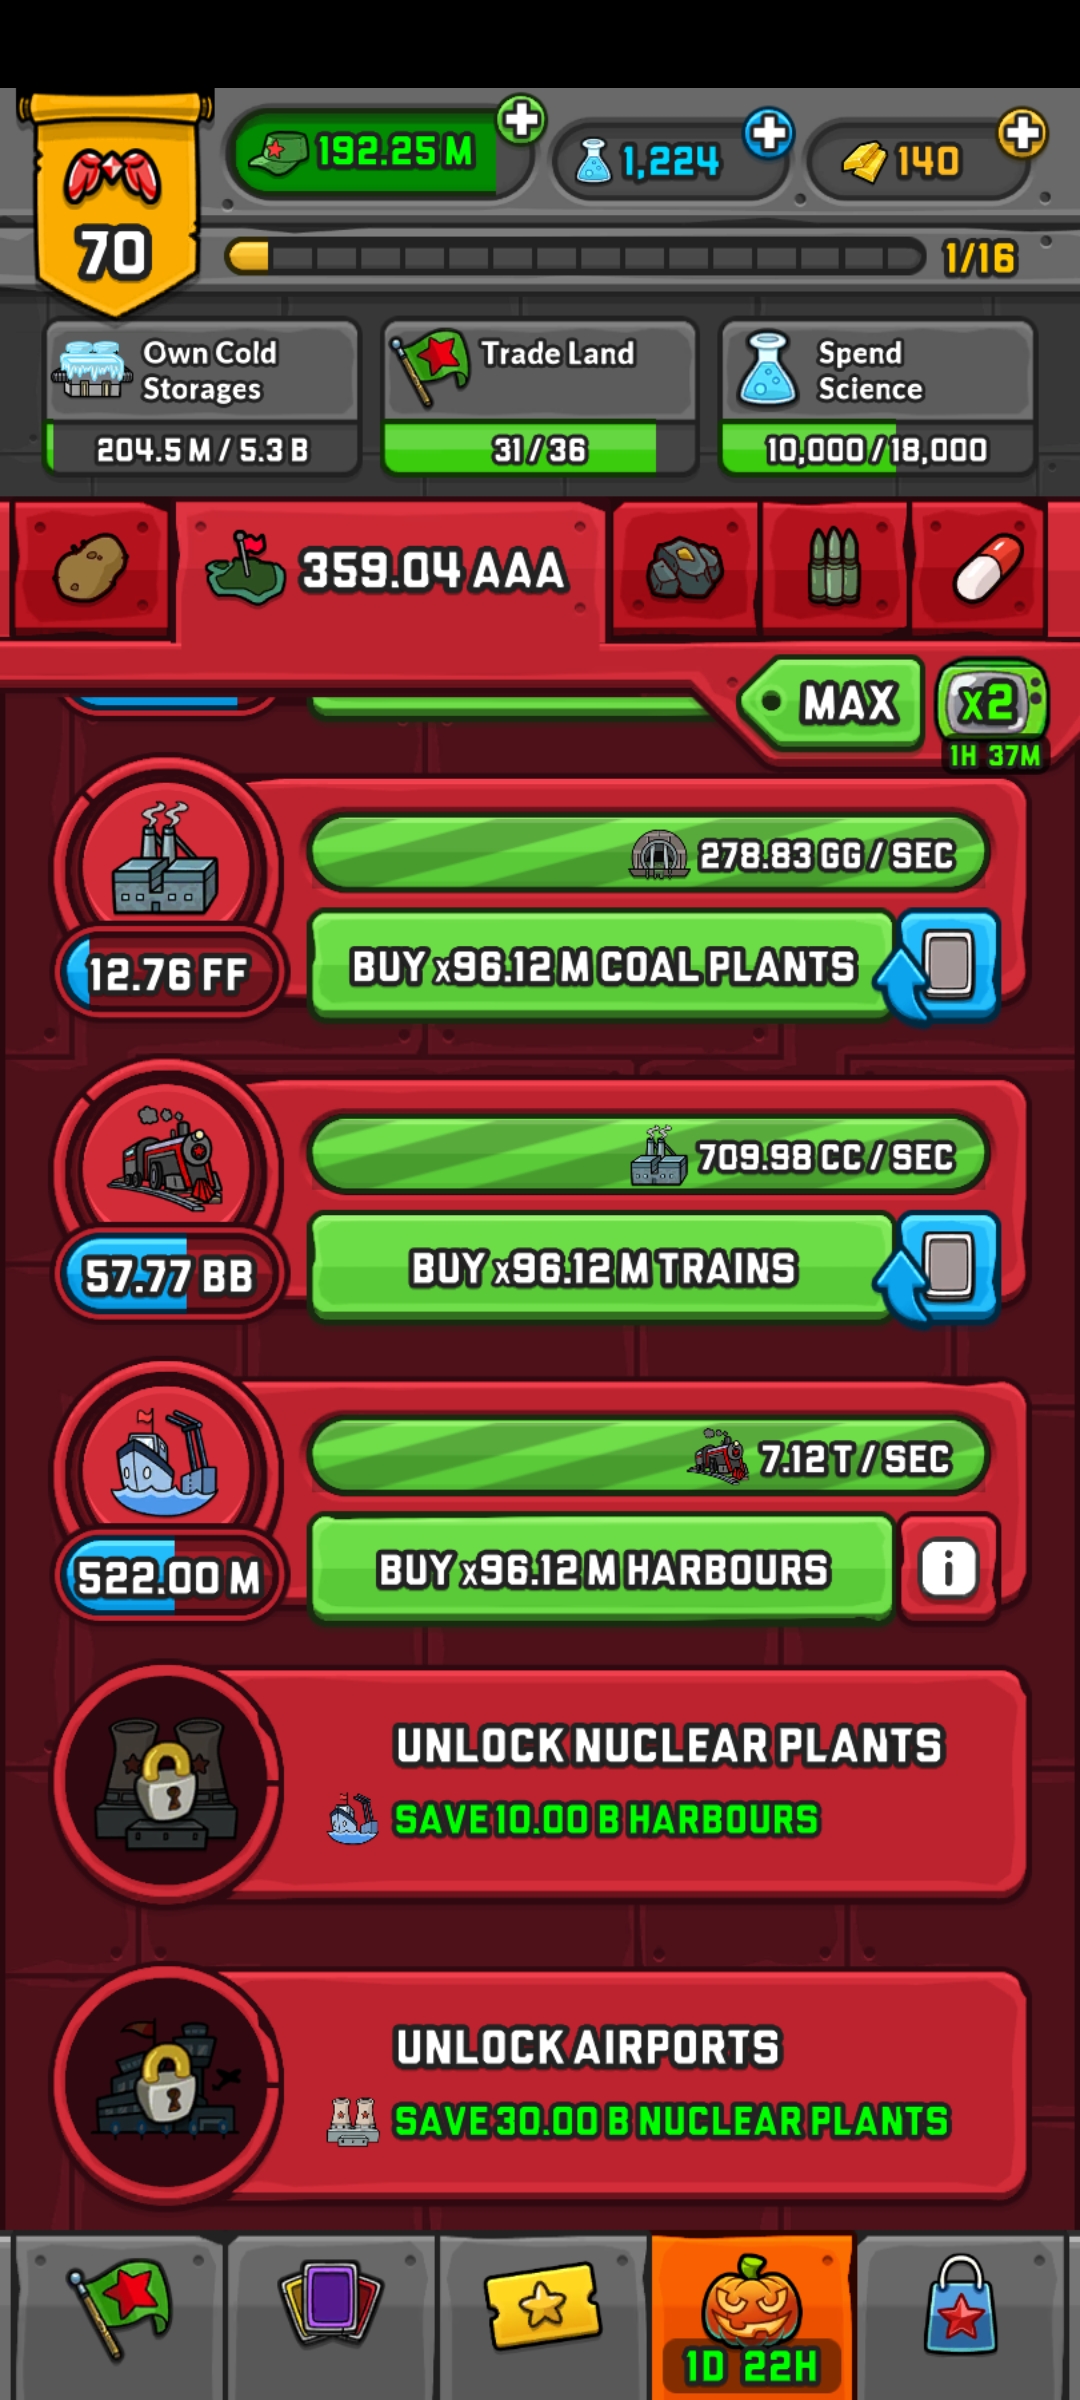 192.25 M
1,224
140
70
1/16
Own Cold
Storages
204.5 M / 5.3 B
Trade Land
31 / 36
Spend
Science
10,000 / 18,000
359.04 AAA
MAX
x2
1H 37M
278.83 GG / SEC
BUY x96.12 M COAL PLANTS
12.76 FF
709.98 CC / SEC
BUY x96.12 M TRAINS
57.77 BB
7.12 T / SEC
BUY x96.12 M HARBOURS
i
522.00 M
UNLOCK NUCLEAR PLANTS
SAVE 10.00 B HARBOURS
UNLOCK AIRPORTS
SAVE 30.00 B NUCLEAR PLANTS
1D 22H